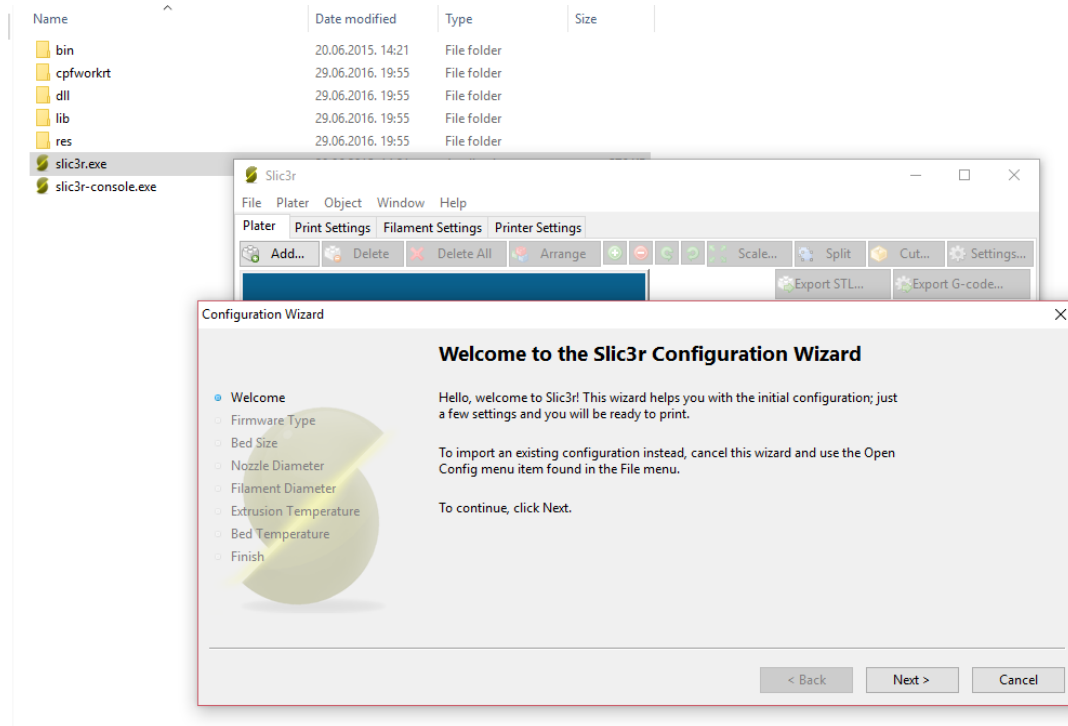 Name Date modified Type Size
bin 20.06.2015. 14:21 File folder
cpfworkrt 29.06.2016. 19:55 File folder
dll 29.06.2016. 19:55 File folder
lib 29.06.2016. 19:55 File folder
res 29.06.2016. 19:55 File folder
slic3r.exe
slic3r-console.exe
Slic3r
File Plater Object Window Help
Plater Print Settings Filament Settings Printer Settings
Add... Delete Delete All Arrange Scale... Split Cut... Settings...
Export STL... Export G-code...
Configuration Wizard
Welcome to the Slic3r Configuration Wizard
Welcome
Firmware Type
Bed Size
Nozzle Diameter
Filament Diameter
Extrusion Temperature
Bed Temperature
Finish
Hello, welcome to Slic3r! This wizard helps you with the initial configuration; just
a few settings and you will be ready to print.
To import an existing configuration instead, cancel this wizard and use the Open
Config menu item found in the File menu.
To continue, click Next.
< Back Next > Cancel